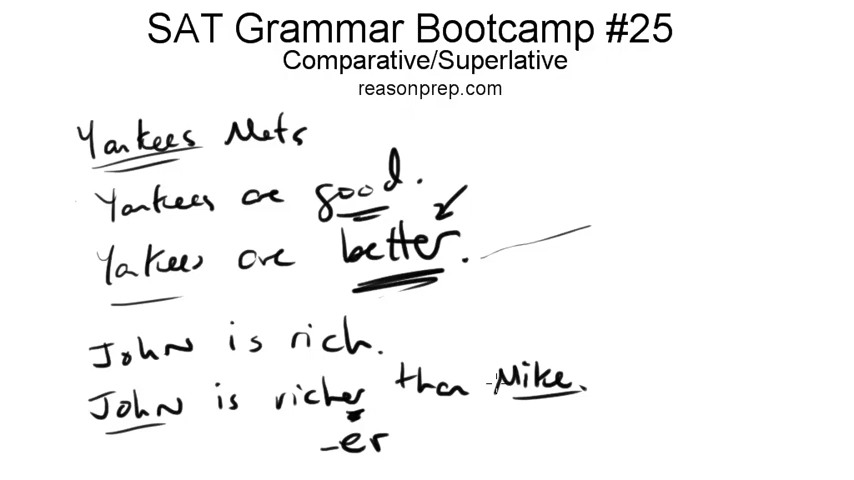 SAT Grammar Bootcamp #25
Comparative/Superlative
reasonprep.com
Yankees Mets
Yankees are good.
Yankees are better.
John is rich.
John is richer than Mike.
-er